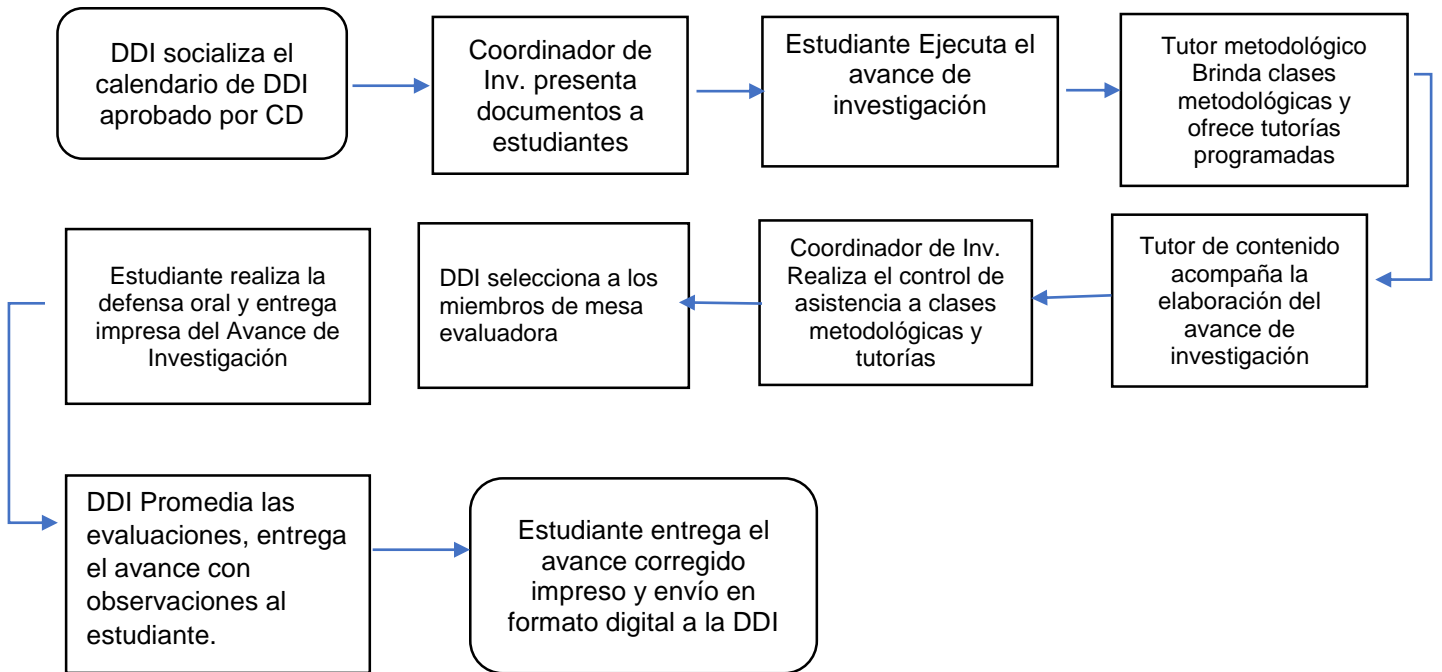 DDI socializa el
calendario de DDI
aprobado por CD
Coordinador de
Inv. presenta
documentos a
estudiantes
Estudiante Ejecuta el
avance de
investigación
Tutor metodológico
Brinda clases
metodológicas y
ofrece tutorías
programadas
Tutor de contenido
acompaña la
elaboración del
avance de
investigación
Coordinador de Inv.
Realiza el control de
asistencia a clases
metodológicas y
tutorías
DDI selecciona a los
miembros de mesa
evaluadora
Estudiante realiza la
defensa oral y entrega
impresa del Avance de
Investigación
DDI Promedia las
evaluaciones, entrega
el avance con
observaciones al
estudiante.
Estudiante entrega el
avance corregido
impreso y envío en
formato digital a la DDI